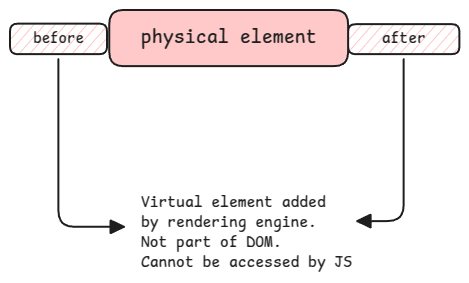 before
physical element
after
Virtual element added
by rendering engine.
Not part of DOM.
Cannot be accessed by JS